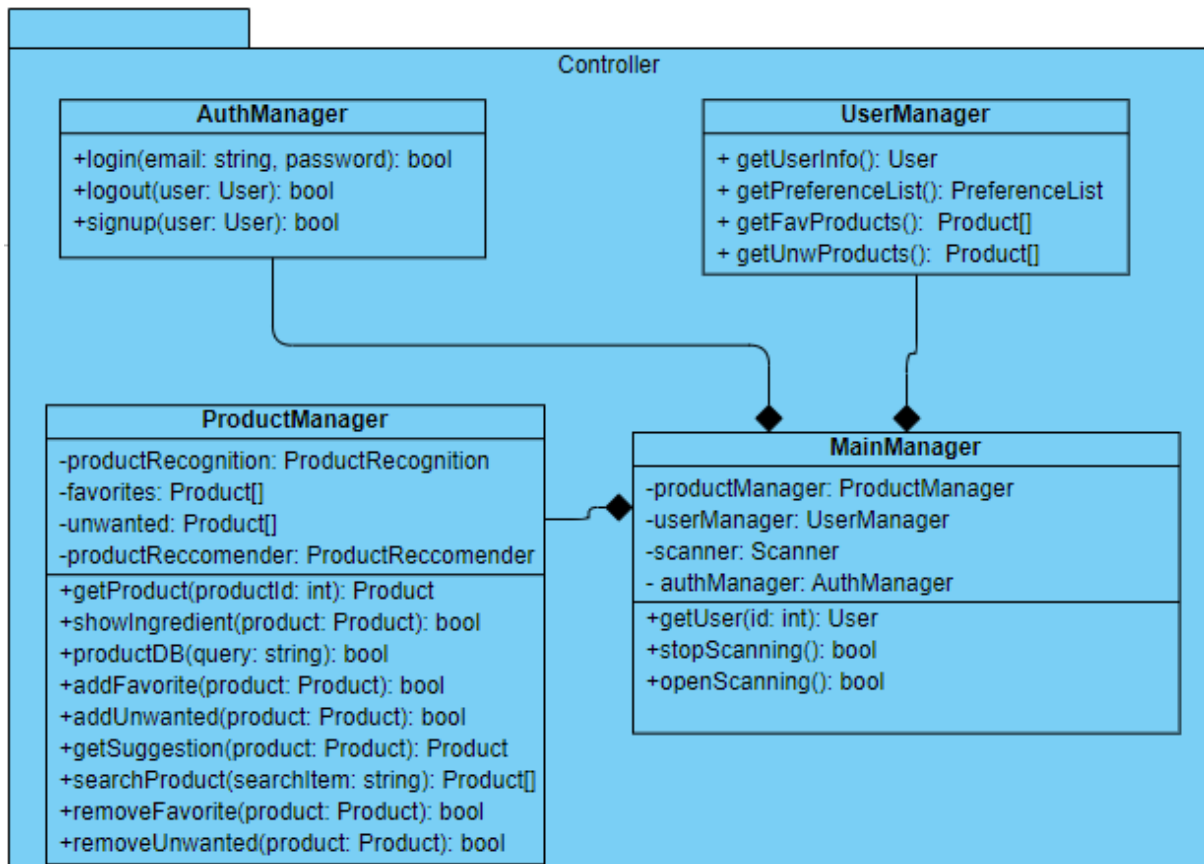 Controller
AuthManager
+login(email: string, password): bool
+logout(user: User): bool
+signup(user: User): bool
UserManager
+ getUserInfo(): User
+ getPreferenceList(): PreferenceList
+ getFavProducts():  Product[]
+ getUnwProducts():  Product[]
ProductManager
-productRecognition: ProductRecognition
-favorites: Product[]
-unwanted: Product[]
-productReccomender: ProductReccomender
+getProduct(productId: int): Product
+showIngredient(product: Product): bool
+productDB(query: string): bool
+addFavorite(product: Product): bool
+addUnwanted(product: Product): bool
+getSuggestion(product: Product): Product
+searchProduct(searchItem: string): Product[]
+removeFavorite(product: Product): bool
+removeUnwanted(product: Product): bool
MainManager
-productManager: ProductManager
-userManager: UserManager
-scanner: Scanner
- authManager: AuthManager
+getUser(id: int): User
+stopScanning(): bool
+openScanning(): bool